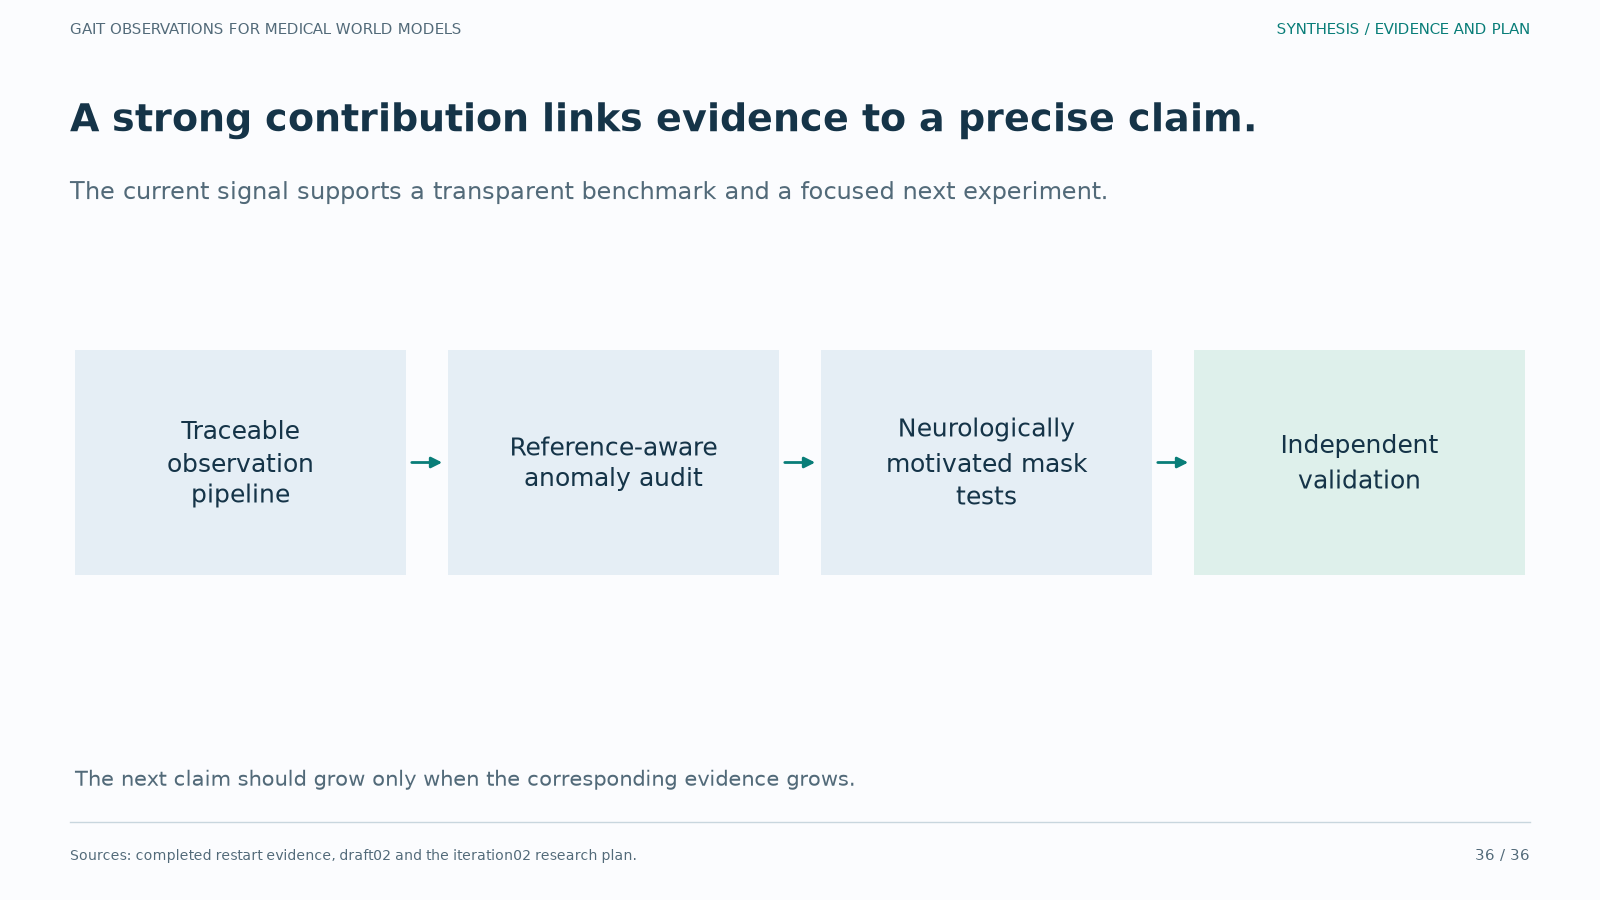 GAIT OBSERVATIONS FOR MEDICAL WORLD MODELS
SYNTHESIS / EVIDENCE AND PLAN
A strong contribution links evidence to a precise claim.
The current signal supports a transparent benchmark and a focused next experiment.
Traceable
observation
pipeline
Reference-aware
anomaly audit
Neurologically
motivated mask
tests
Independent
validation
The next claim should grow only when the corresponding evidence grows.
Sources: completed restart evidence, draft02 and the iteration02 research plan.
36 / 36